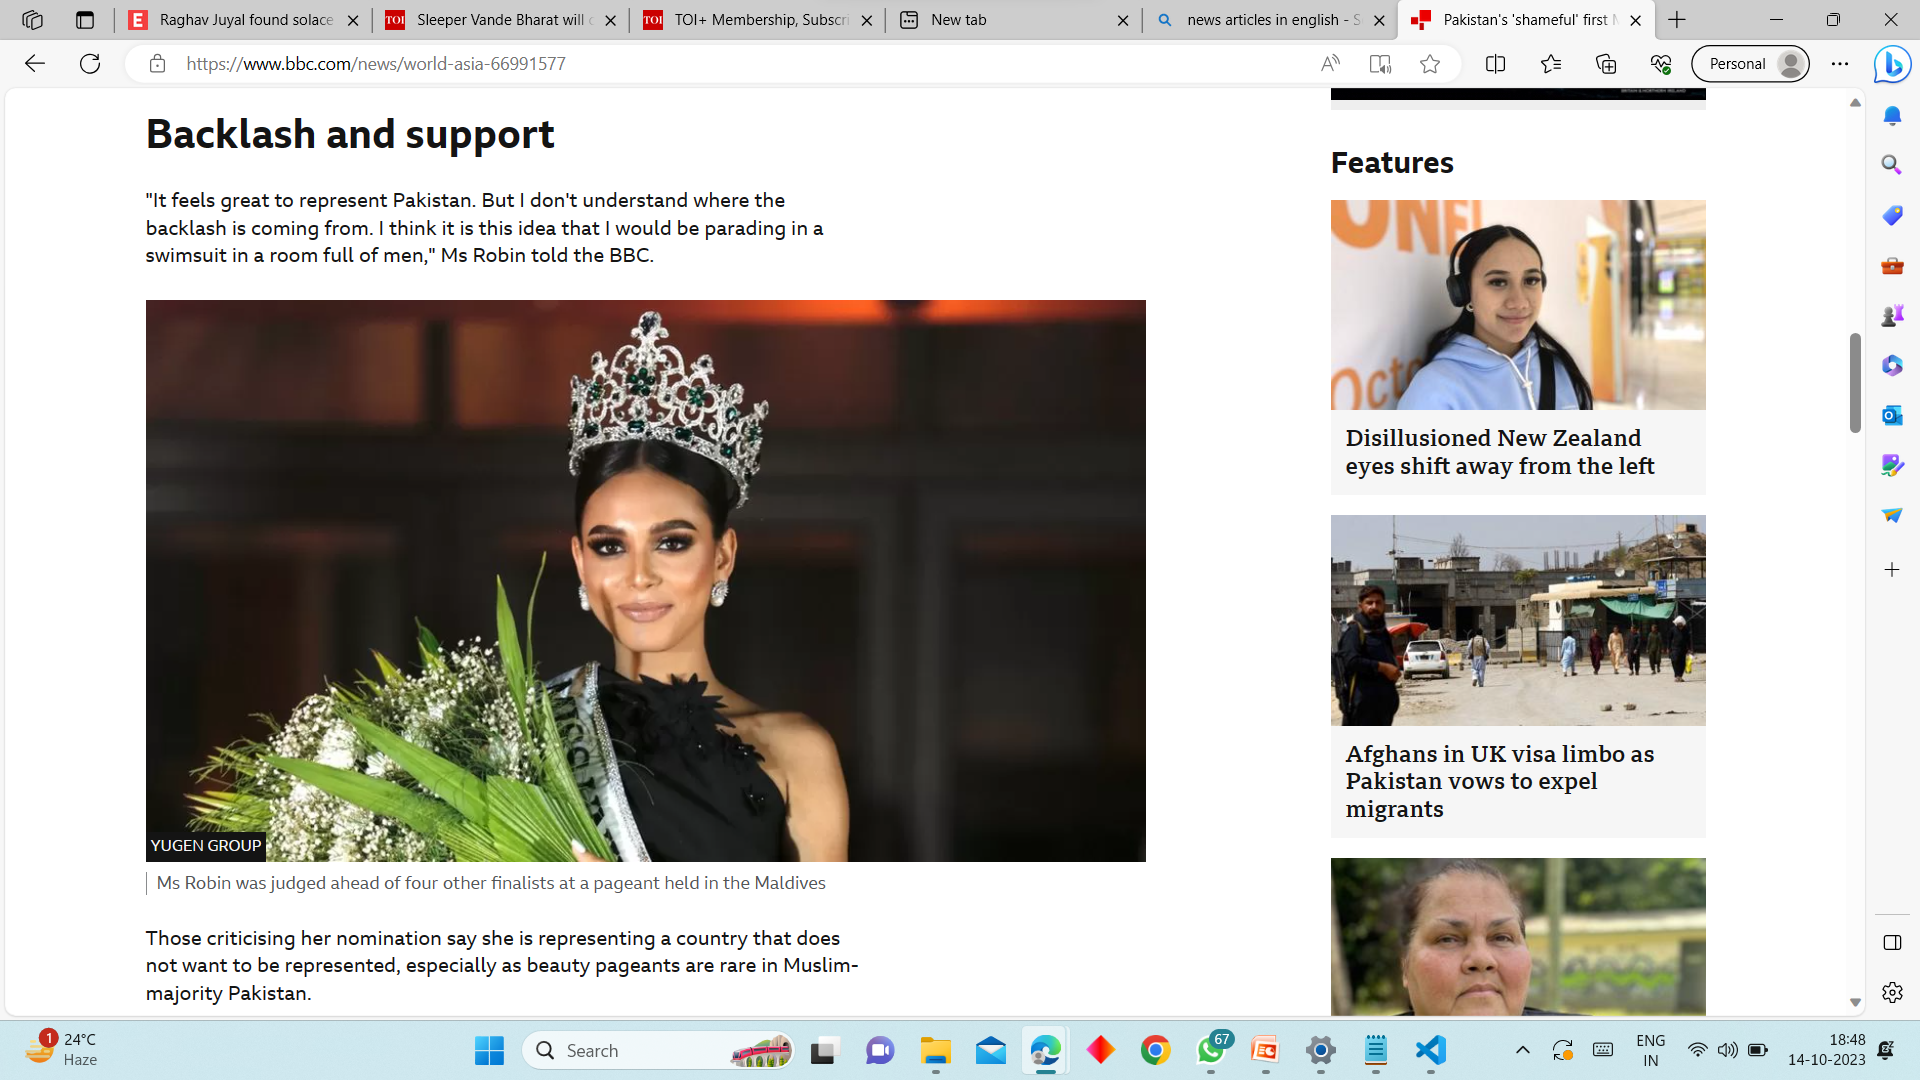 Raghav Juyal found solace
Sleeper Vande Bharat will
TOI+ Membership, Subscri
New tab
news articles in english - S
Pakistan's 'shameful' first
https://www.bbc.com/news/world-asia-66991577
Personal
Backlash and support
"It feels great to represent Pakistan. But I don't understand where the
backlash is coming from. I think it is this idea that I would be parading in a
swimsuit in a room full of men," Ms Robin told the BBC.
YUGEN GROUP
Ms Robin was judged ahead of four other finalists at a pageant held in the Maldives
Those criticising her nomination say she is representing a country that does
not want to be represented, especially as beauty pageants are rare in Muslim-
majority Pakistan.
Features
Disillusioned New Zealand
eyes shift away from the left
Afghans in UK visa limbo as
Pakistan vows to expel
migrants
1
24°C
Haze
Search
67
ENG
IN
18:48
14-10-2023